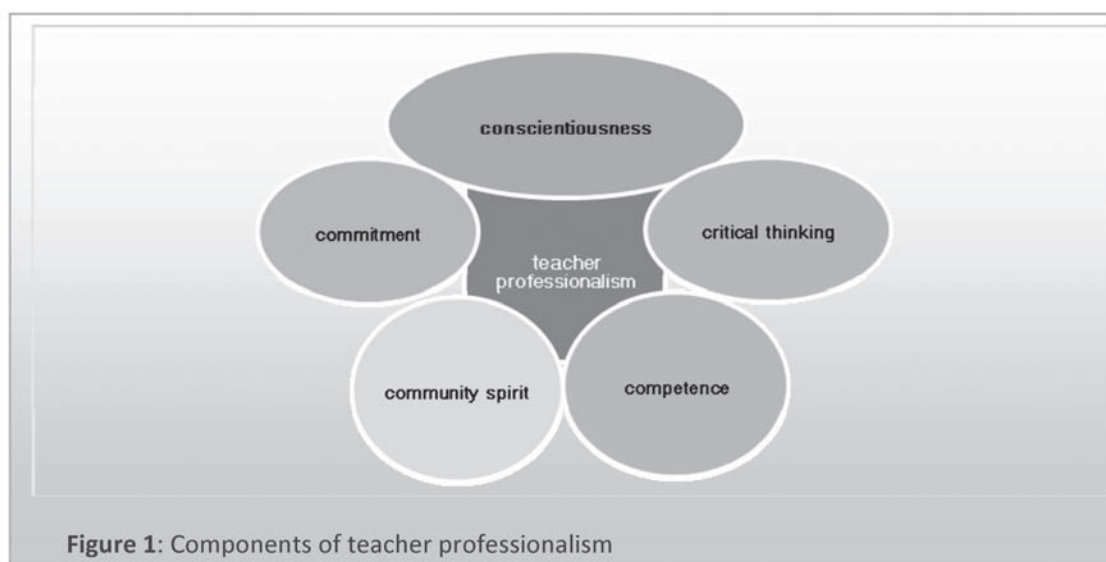 conscientiousness
commitment
critical thinking
teacher
professionalism
community spirit
competence
Figure 1: Components of teacher professionalism